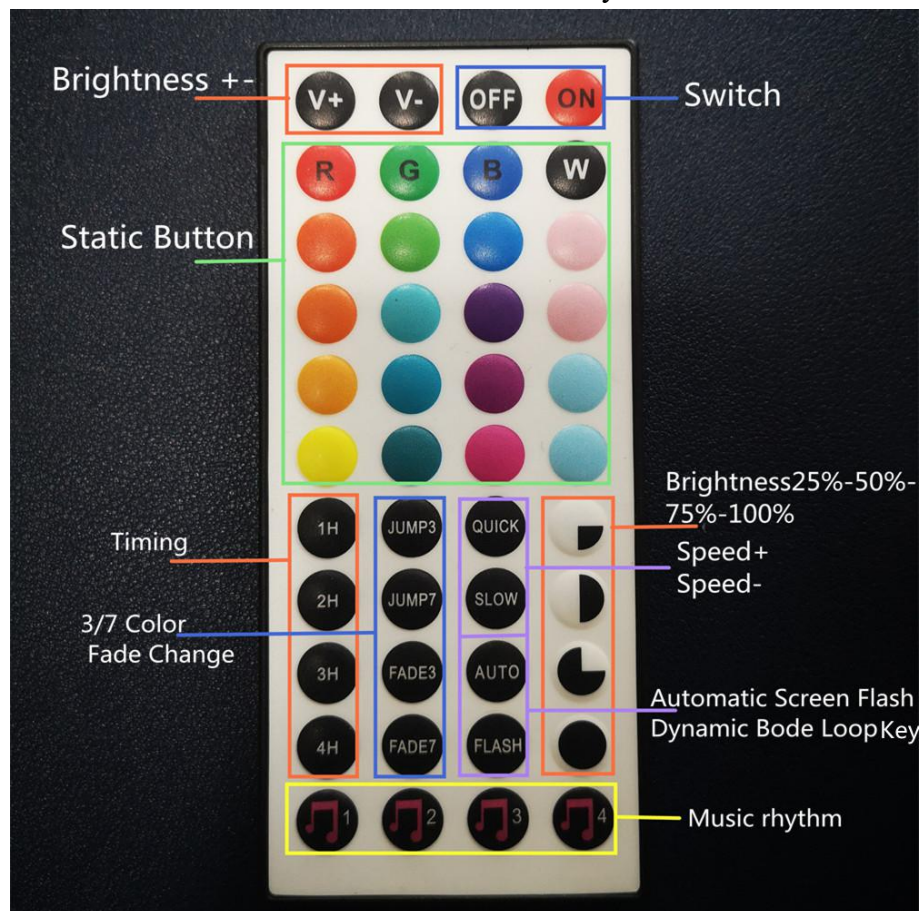 Brightness +-
V+ V- OFF ON
Switch
R G B W
Static Button
Brightness25%-50%-
75%-100%
1H JUMP3 QUICK
Timing
Speed+
Speed-
2H JUMP7 SLOW
3/7 Color
Fade Change
3H FADE3 AUTO
Automatic Screen Flash
Dynamic Bode Loop Key
4H FADE7 FLASH
1 2 3 4
Music rhythm